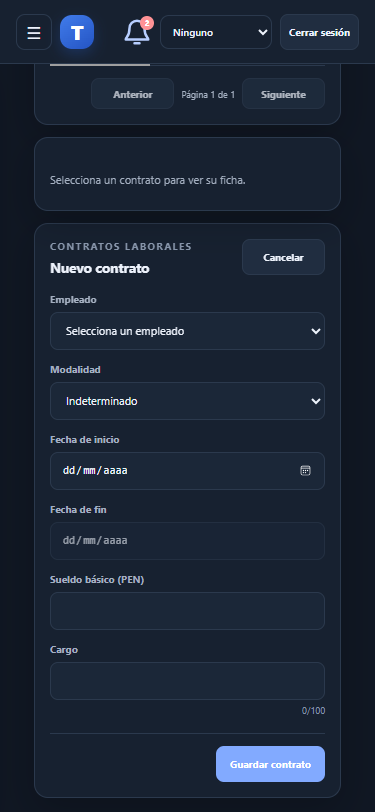 ☰ T 2 Ninguno Cerrar sesión
Anterior Página 1 de 1 Siguiente
Selecciona un contrato para ver su ficha.
CONTRATOS LABORALES
Nuevo contrato
Cancelar
Empleado
Selecciona un empleado
Modalidad
Indeterminado
Fecha de inicio
dd/mm/aaaa
Fecha de fin
dd/mm/aaaa
Sueldo básico (PEN)
Cargo
0/100
Guardar contrato